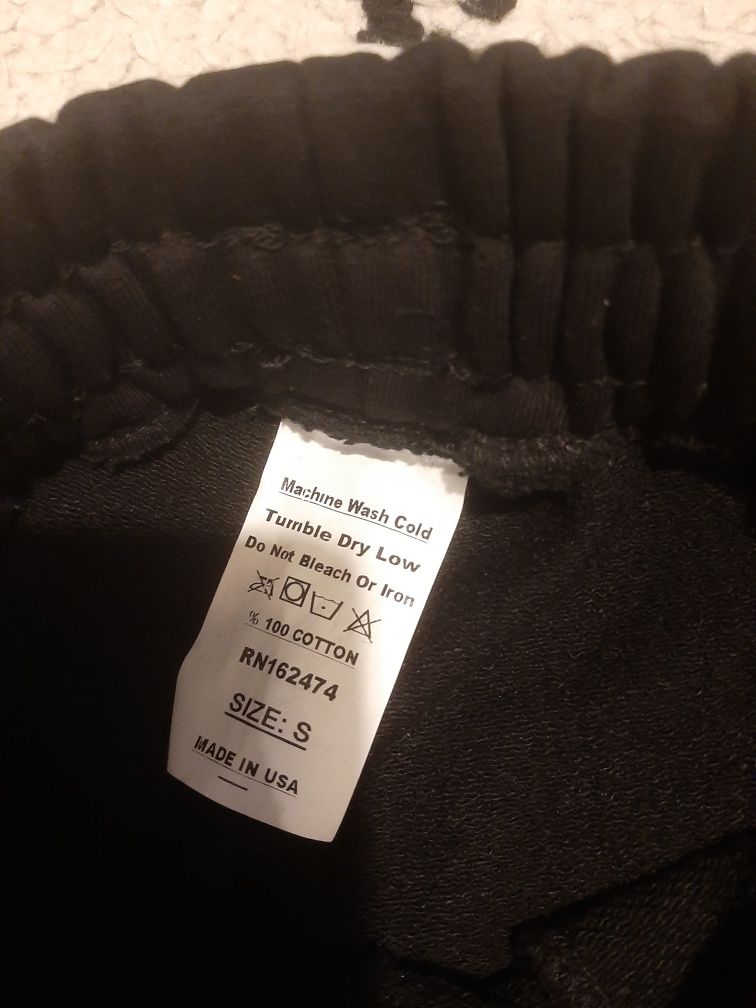 Machine Wash Cold
Tumble Dry Low
Do Not Bleach Or Iron
% 100 COTTON
RN162474
SIZE: S
MADE IN USA